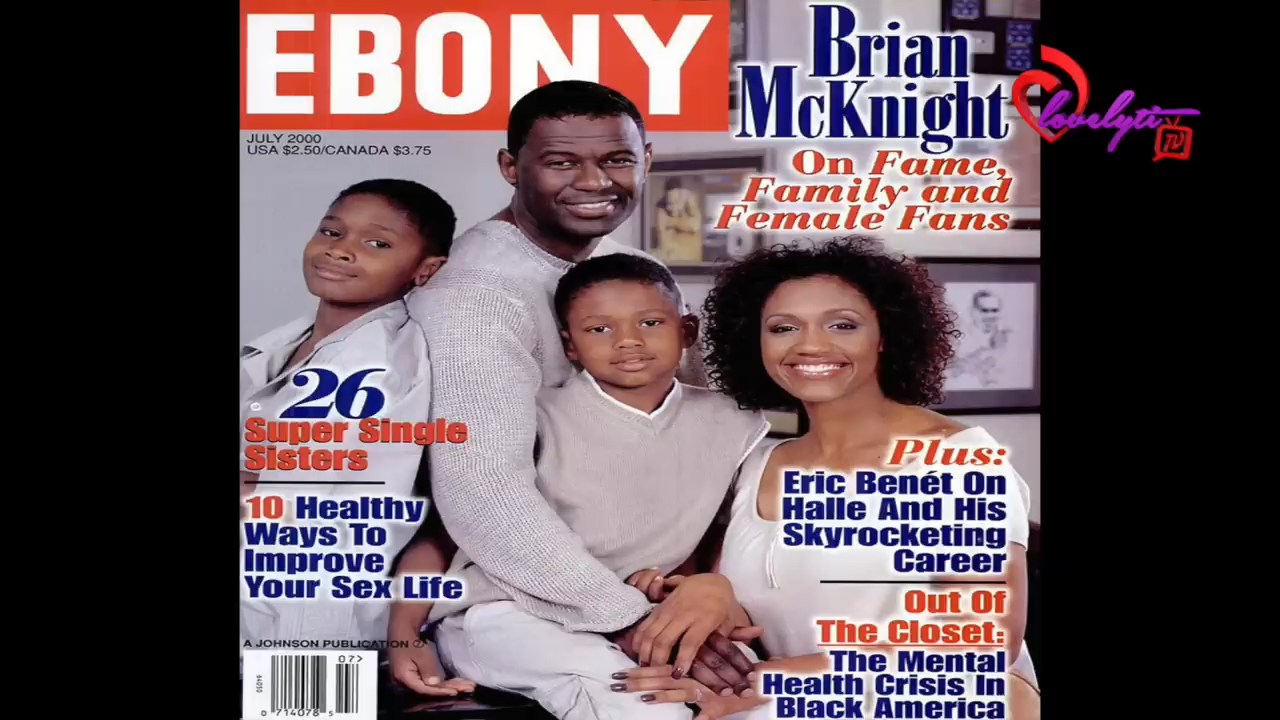 EBONY
JULY 2000
USA $2.50/CANADA $3.75
Brian
McKnight
On Fame,
Family and
Female Fans
lovelyti
TV
26
Super Single
Sisters
10 Healthy
Ways To
Improve
Your Sex Life
Plus:
Eric Benét On
Halle And His
Skyrocketing
Career
Out Of
The Closet:
The Mental
Health Crisis In
Black America
A JOHNSON PUBLICATION
07>
0 714078 5